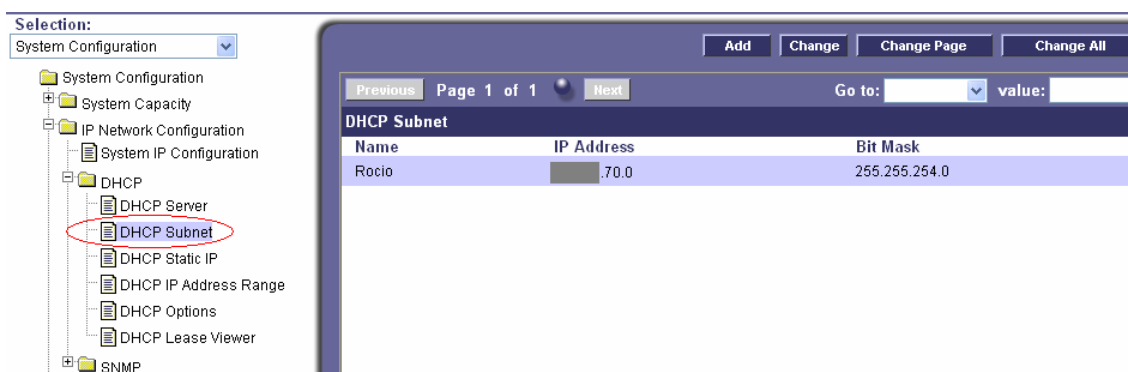 Selection:
System Configuration
System Configuration
System Capacity
IP Network Configuration
System IP Configuration
DHCP
DHCP Server
DHCP Subnet
DHCP Static IP
DHCP IP Address Range
DHCP Options
DHCP Lease Viewer
SNMP
Add Change Change Page Change All
Previous Page 1 of 1 Next Go to: value:
DHCP Subnet
Name IP Address Bit Mask
Rocio .70.0 255.255.254.0